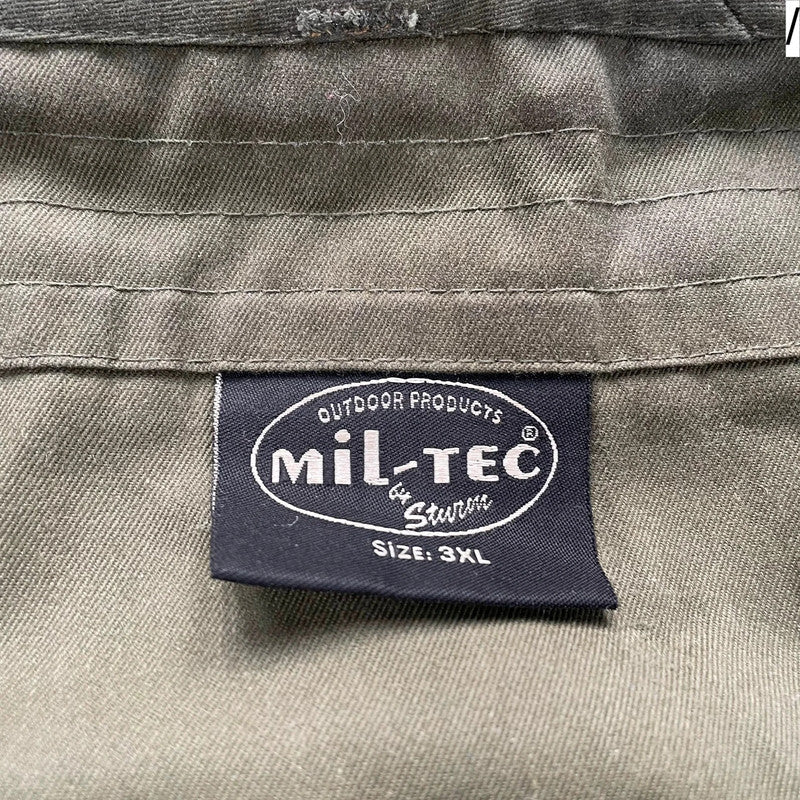 OUTDOOR PRODUCTS
MiL-TEC®
by Sturm
SiZE: 3XL
/